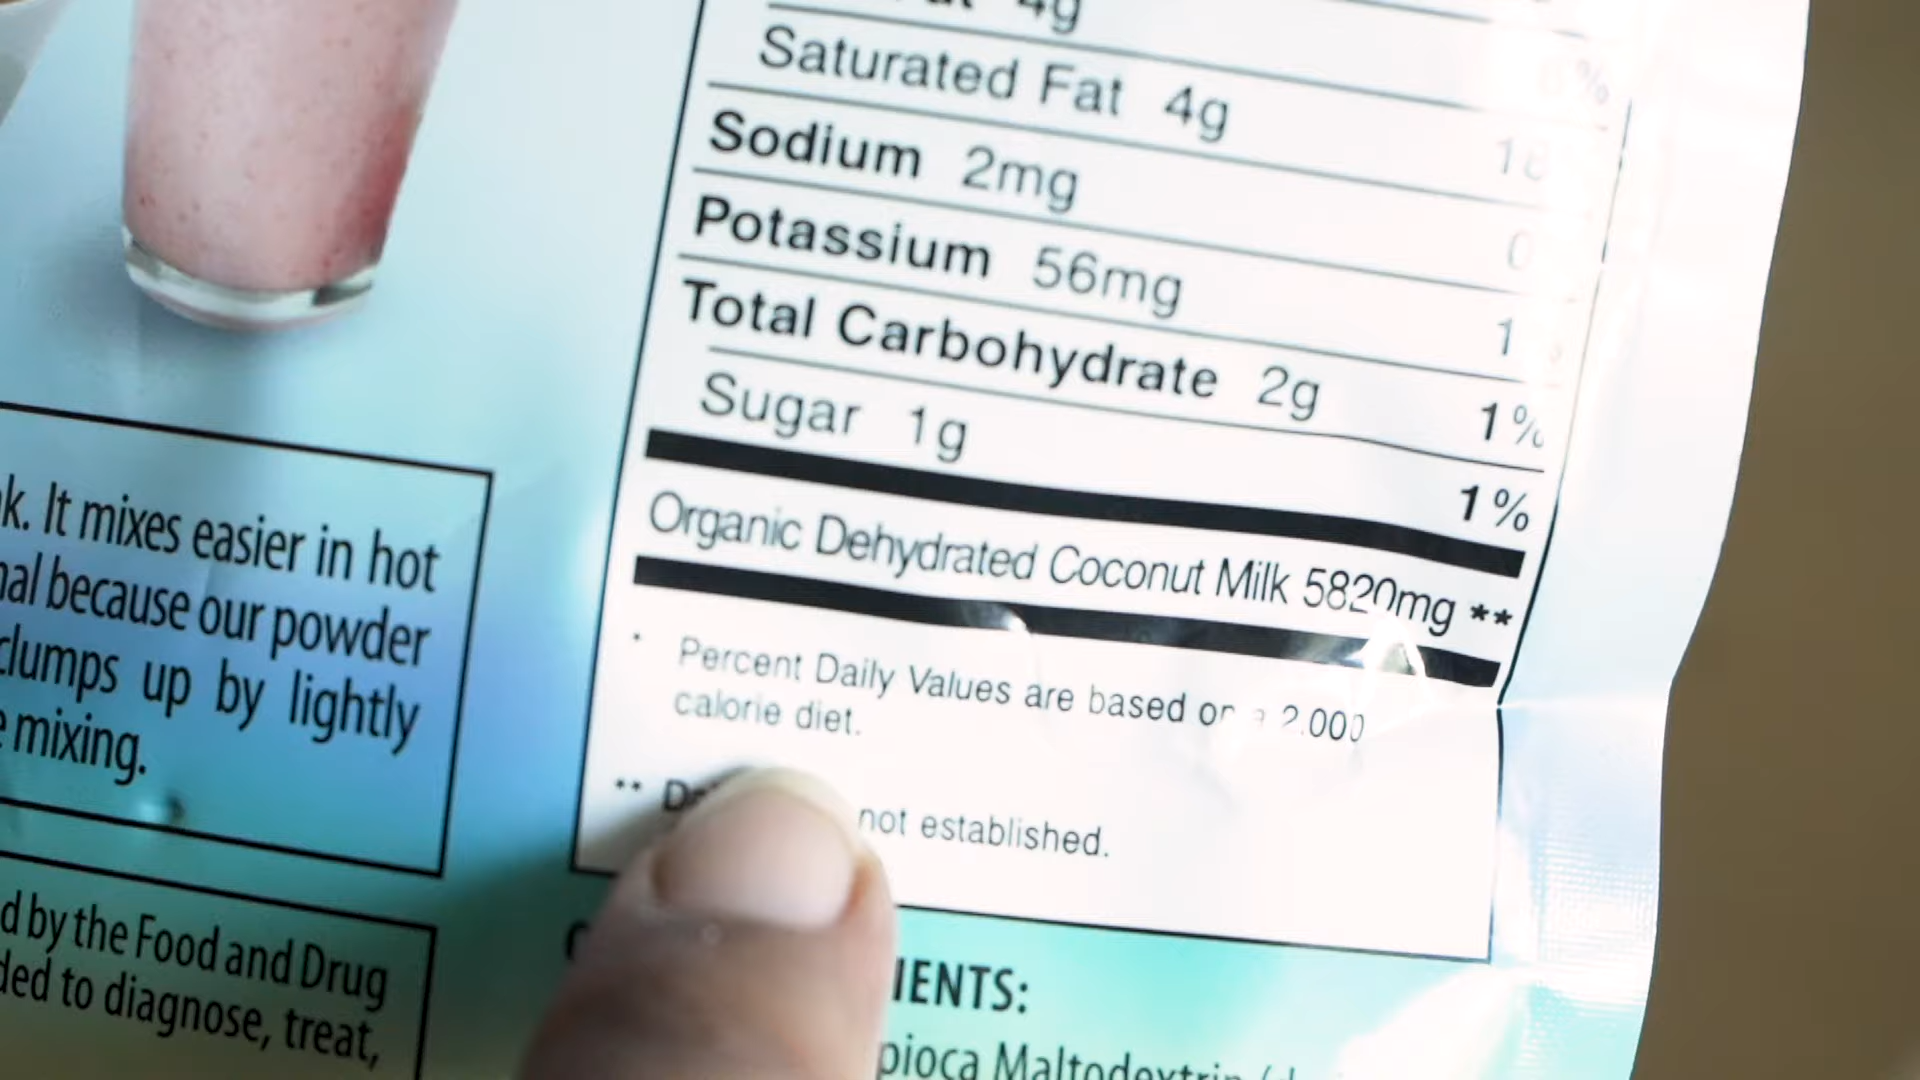 4g
Saturated Fat 4g
Sodium 2mg
Potassium 56mg
Total Carbohydrate 2g 1%
Sugar 1g 1%
Organic Dehydrated Coconut Milk 5820mg **
* Percent Daily Values are based on a 2,000
calorie diet.
** not established.
k. It mixes easier in hot
because our powder
clumps up by lightly
mixing.
by the Food and Drug
to diagnose, treat,
IENTS:
pioca Maltodextrin